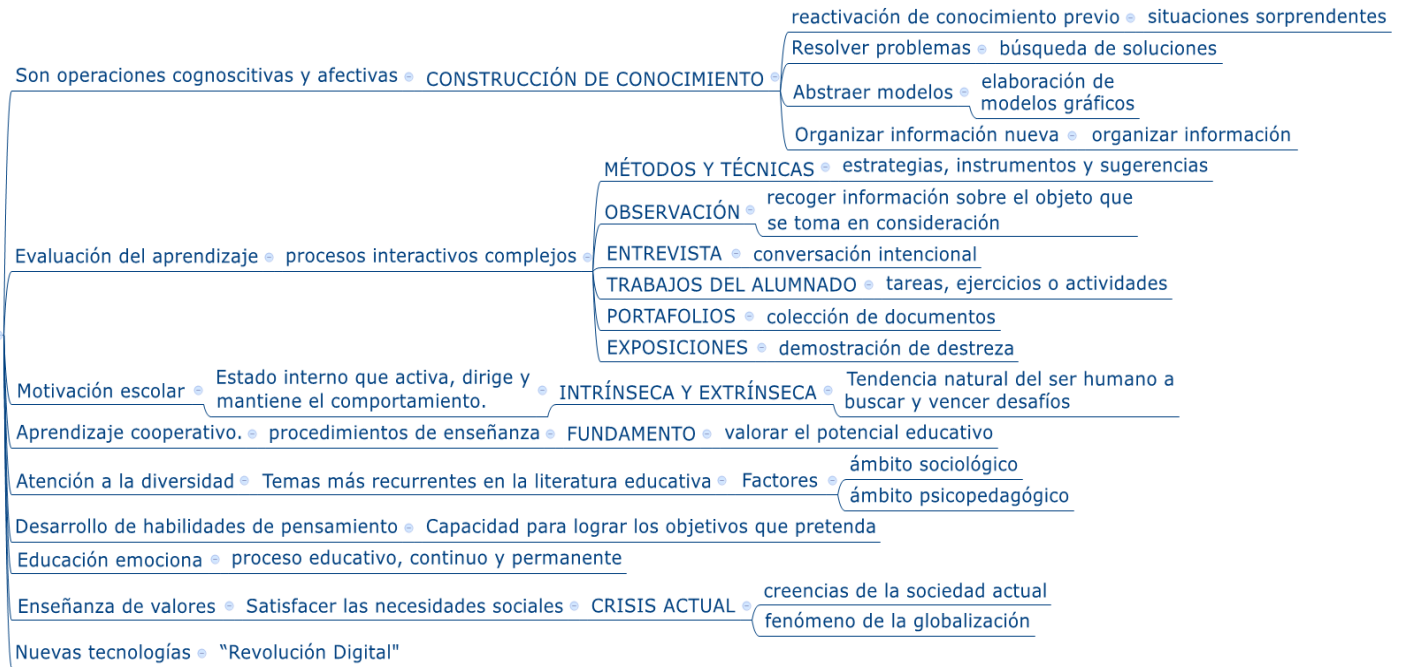 Son operaciones cognoscitivas y afectivas
CONSTRUCCIÓN DE CONOCIMIENTO
reactivación de conocimiento previo
situaciones sorprendentes
Resolver problemas
búsqueda de soluciones
Abstraer modelos
elaboración de
modelos gráficos
Organizar información nueva
organizar información
Evaluación del aprendizaje
procesos interactivos complejos
MÉTODOS Y TÉCNICAS
estrategias, instrumentos y sugerencias
OBSERVACIÓN
recoger información sobre el objeto que
se toma en consideración
ENTREVISTA
conversación intencional
TRABAJOS DEL ALUMNADO
tareas, ejercicios o actividades
PORTAFOLIOS
colección de documentos
EXPOSICIONES
demostración de destreza
Motivación escolar
Estado interno que activa, dirige y
mantiene el comportamiento.
INTRÍNSECA Y EXTRÍNSECA
Tendencia natural del ser humano a
buscar y vencer desafíos
Aprendizaje cooperativo.
procedimientos de enseñanza
FUNDAMENTO
valorar el potencial educativo
Atención a la diversidad
Temas más recurrentes en la literatura educativa
Factores
ámbito sociológico
ámbito psicopedagógico
Desarrollo de habilidades de pensamiento
Capacidad para lograr los objetivos que pretenda
Educación emociona
proceso educativo, continuo y permanente
Enseñanza de valores
Satisfacer las necesidades sociales
CRISIS ACTUAL
creencias de la sociedad actual
fenómeno de la globalización
Nuevas tecnologías
“Revolución Digital"